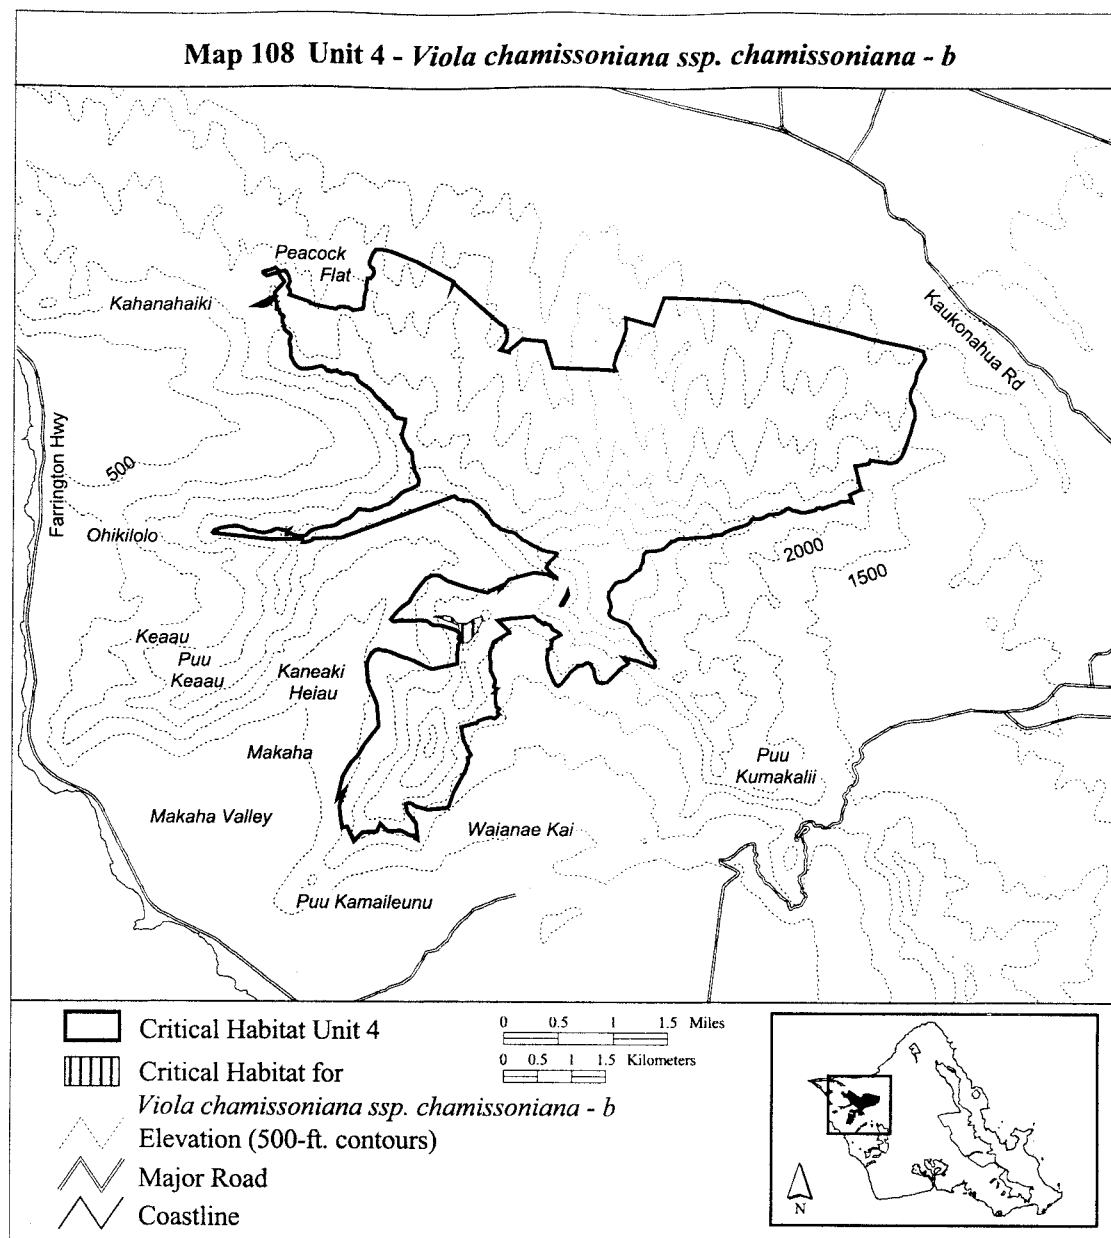 Map 108 Unit 4 - Viola chamissoniana ssp. chamissoniana - b
Peacock
Flat
Kahanahaiki
Kaukonahua Rd
Farrington Hwy
500
Ohikilolo
2000
1500
Keaau
Puu
Keaau
Kaneaki
Heiau
Makaha
Puu
Kumakalii
Makaha Valley
Waianae Kai
Puu Kamaileunu
Critical Habitat Unit 4
Critical Habitat for
Viola chamissoniana ssp. chamissoniana - b
Elevation (500-ft. contours)
Major Road
Coastline
0 0.5 1 1.5 Miles
0 0.5 1 1.5 Kilometers
N